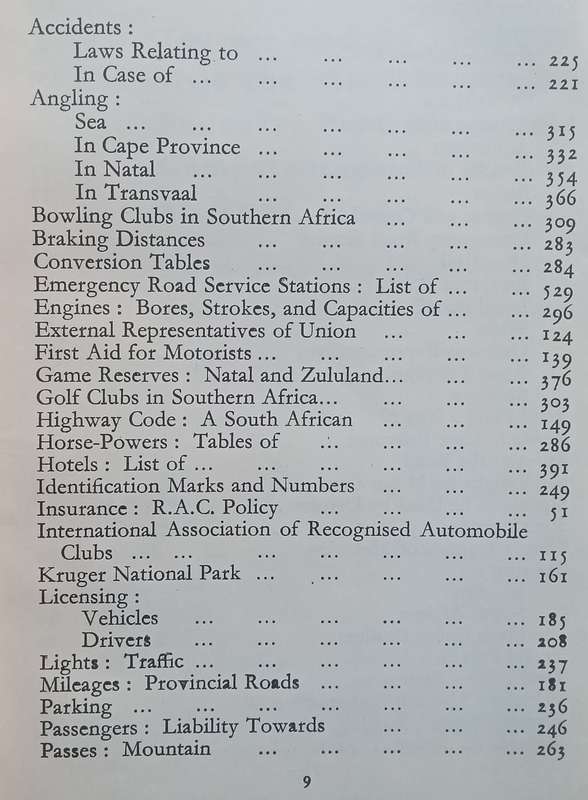 Accidents :
Laws Relating to ... ... ... ... ... 225
In Case of ... ... ... ... ... 221
Angling :
Sea ... ... ... ... ... ... 315
In Cape Province ... ... ... ... ... 332
In Natal ... ... ... ... ... 354
In Transvaal ... ... ... ... ... 366
Bowling Clubs in Southern Africa ... ... ... 309
Braking Distances ... ... ... ... ... 283
Conversion Tables ... ... ... ... ... 284
Emergency Road Service Stations : List of ... ... 529
Engines : Bores, Strokes, and Capacities of ... ... 296
External Representatives of Union ... ... ... 124
First Aid for Motorists ... ... ... ... 139
Game Reserves : Natal and Zululand... ... ... 376
Golf Clubs in Southern Africa... ... ... ... 303
Highway Code : A South African ... ... ... 149
Horse-Powers : Tables of ... ... ... ... 286
Hotels : List of ... ... ... ... ... 391
Identification Marks and Numbers ... ... ... 249
Insurance : R.A.C. Policy ... ... ... ... 51
International Association of Recognised Automobile
Clubs ... ... ... ... ... ... 115
Kruger National Park ... ... ... ... ... 161
Licensing :
Vehicles ... ... ... ... ... 185
Drivers ... ... ... ... ... 208
Lights : Traffic ... ... ... ... ... 237
Mileages : Provincial Roads ... ... ... ... 181
Parking ... ... ... ... ... ... 236
Passengers : Liability Towards ... ... ... 246
Passes : Mountain ... ... ... ... ... 263
9